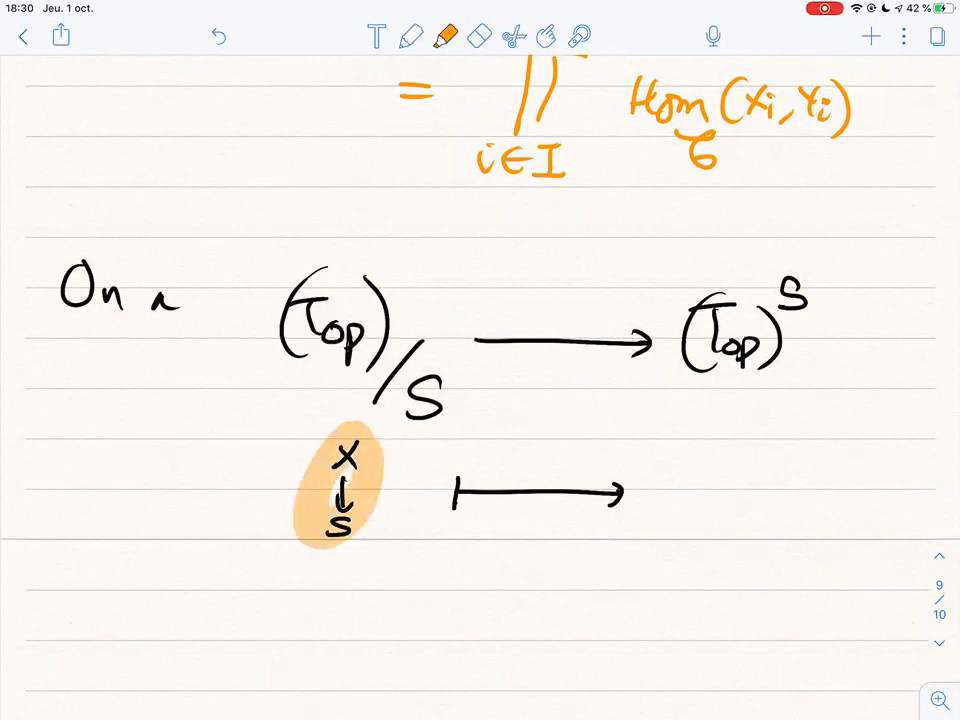 18:30 Jeu. 1 oct. 42 %
T
= ∏ Hom (Xi, Yi)
i ∈ I 𝒞
On a (Top)/S ⟶ (Top)^S
X
↓
S ⟼
9
/
10